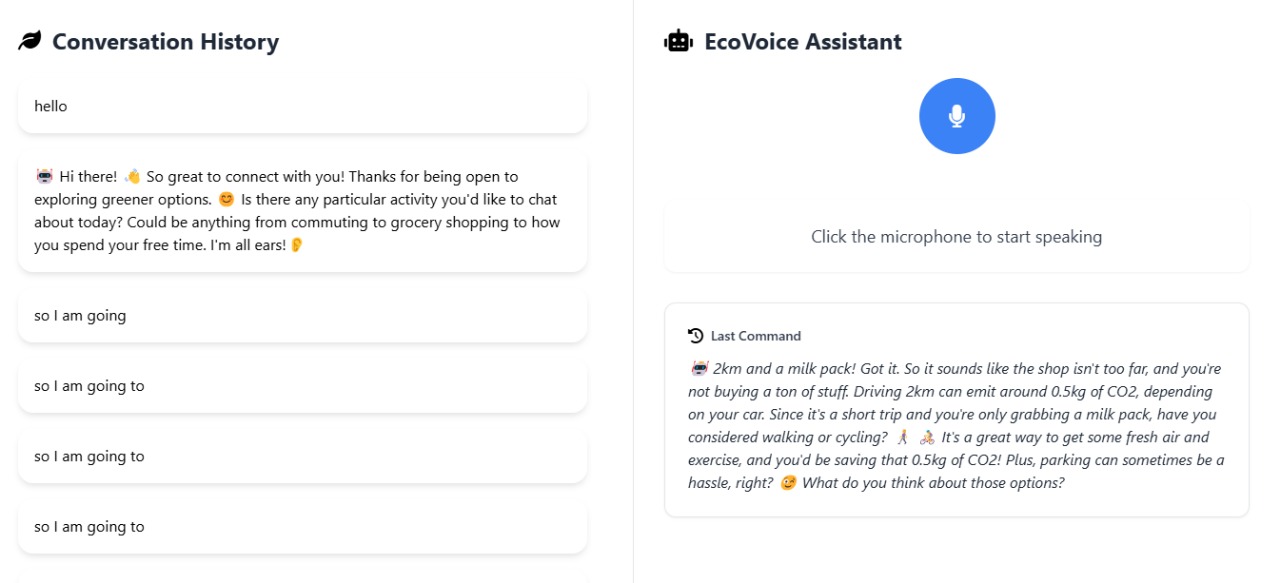 Conversation History
hello
🤖 Hi there! 👋 So great to connect with you! Thanks for being open to
exploring greener options. 😊 Is there any particular activity you'd like to chat
about today? Could be anything from commuting to grocery shopping to how
you spend your free time. I'm all ears! 👂
so I am going
so I am going to
so I am going to
so I am going to
EcoVoice Assistant
Click the microphone to start speaking
Last Command
🤖 2km and a milk pack! Got it. So it sounds like the shop isn't too far, and you're
not buying a ton of stuff. Driving 2km can emit around 0.5kg of CO2, depending
on your car. Since it's a short trip and you're only grabbing a milk pack, have you
considered walking or cycling? 🚶 🚴 It's a great way to get some fresh air and
exercise, and you'd be saving that 0.5kg of CO2! Plus, parking can sometimes be a
hassle, right? 😉 What do you think about those options?